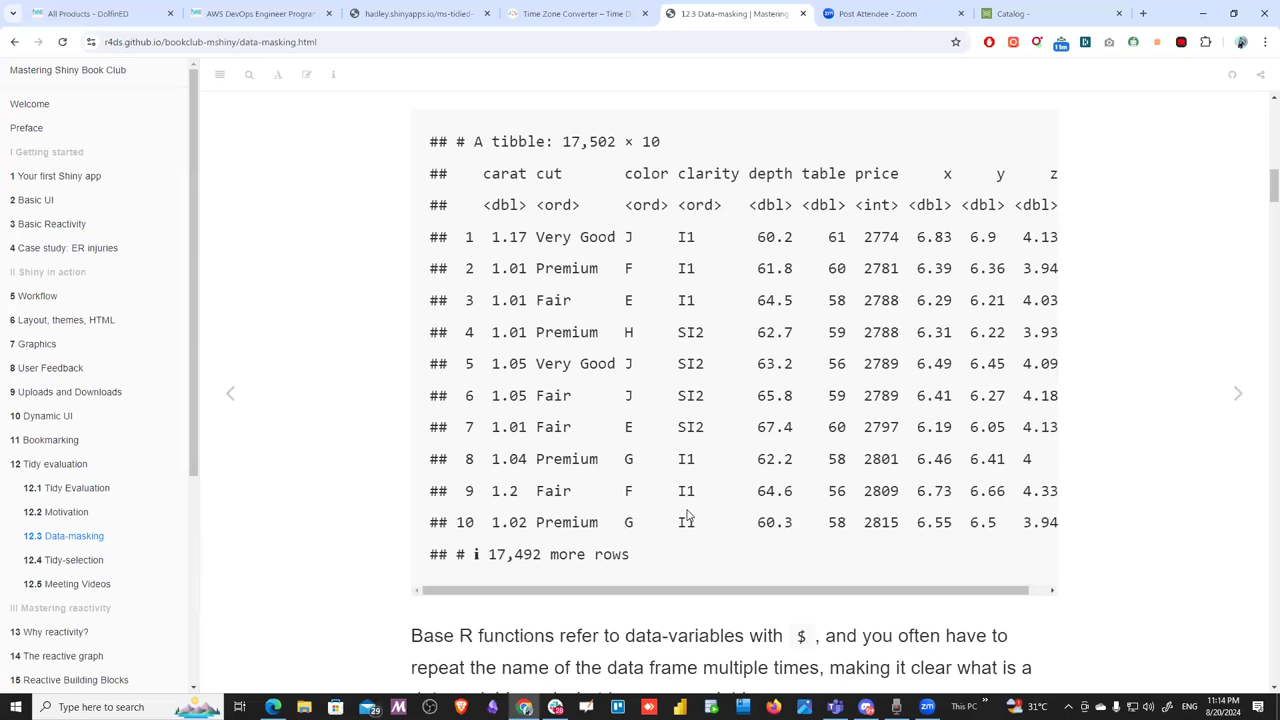 Available courses - DolfinED
AWS DevOps Engineer Progra
hadley.shinyapps.io/ms-tidied-
Time Zone Converter – Time D
12.3 Data-masking | Mastering
Post Attendee - Zoom
Catalog -
r4ds.github.io/bookclub-mshiny/data-masking.html
11m
Mastering Shiny Book Club
Welcome
Preface
I Getting started
1 Your first Shiny app
2 Basic UI
3 Basic Reactivity
4 Case study: ER injuries
II Shiny in action
5 Workflow
6 Layout, themes, HTML
7 Graphics
8 User Feedback
9 Uploads and Downloads
10 Dynamic UI
11 Bookmarking
12 Tidy evaluation
12.1 Tidy Evaluation
12.2 Motivation
12.3 Data-masking
12.4 Tidy-selection
12.5 Meeting Videos
III Mastering reactivity
13 Why reactivity?
14 The reactive graph
15 Reactive Building Blocks
## # A tibble: 17,502 × 10
## carat cut color clarity depth table price x y z
## <dbl> <ord> <ord> <ord> <dbl> <dbl> <int> <dbl> <dbl> <dbl>
## 1 1.17 Very Good J I1 60.2 61 2774 6.83 6.9 4.13
## 2 1.01 Premium F I1 61.8 60 2781 6.39 6.36 3.94
## 3 1.01 Fair E I1 64.5 58 2788 6.29 6.21 4.03
## 4 1.01 Premium H SI2 62.7 59 2788 6.31 6.22 3.93
## 5 1.05 Very Good J SI2 63.2 56 2789 6.49 6.45 4.09
## 6 1.05 Fair J SI2 65.8 59 2789 6.41 6.27 4.18
## 7 1.01 Fair E SI2 67.4 60 2797 6.19 6.05 4.13
## 8 1.04 Premium G I1 62.2 58 2801 6.46 6.41 4
## 9 1.2 Fair F I1 64.6 56 2809 6.73 6.66 4.33
## 10 1.02 Premium G I1 60.3 58 2815 6.55 6.5 3.94
## # ℹ 17,492 more rows
Base R functions refer to data-variables with $ , and you often have to
repeat the name of the data frame multiple times, making it clear what is a
Type here to search
29
This PC
31°C
11:14 PM
8/20/2024